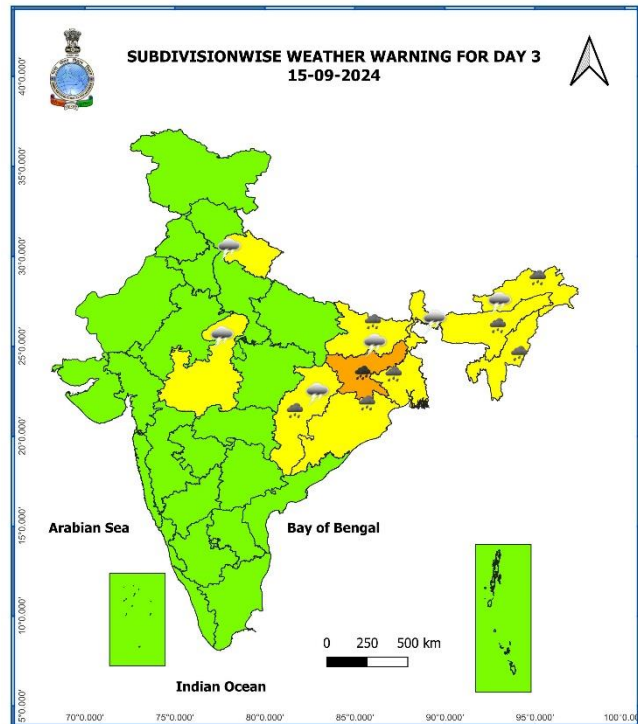 SUBDIVISIONWISE WEATHER WARNING FOR DAY 3
15-09-2024
40°0.000'
35°0.000'
30°0.000'
25°0.000'
20°0.000'
15°0.000'
10°0.000'
5°0.000'
Arabian Sea
Bay of Bengal
0 250 500 km
Indian Ocean
70°0.000' 75°0.000' 80°0.000' 85°0.000' 90°0.000' 95°0.000' 100°0.00